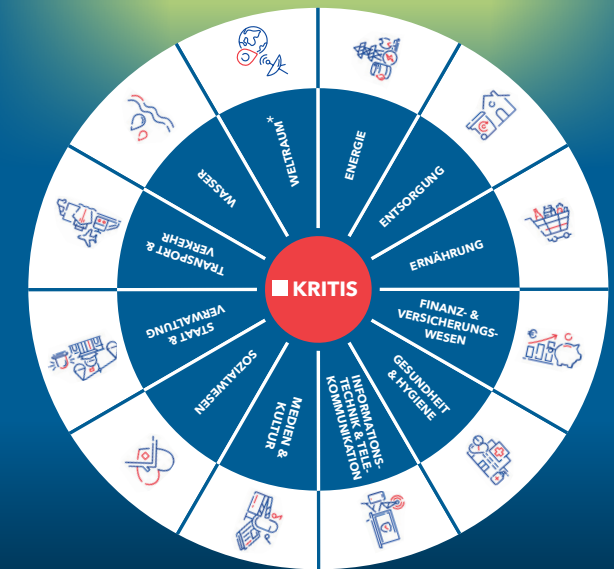 ENERGIE
ENTSORGUNG
ERNÄHRUNG
FINANZ- &
VERSICHERUNGS-
WESEN
GESUNDHEIT
& HYGIENE
INFORMATIONS-
TECHNIK & TELE-
KOMMUNIKATION
MEDIEN &
KULTUR
SOZIALWESEN
STAAT &
VERWALTUNG
TRANSPORT &
VERKEHR
WASSER
WELTRAUM*
KRITIS